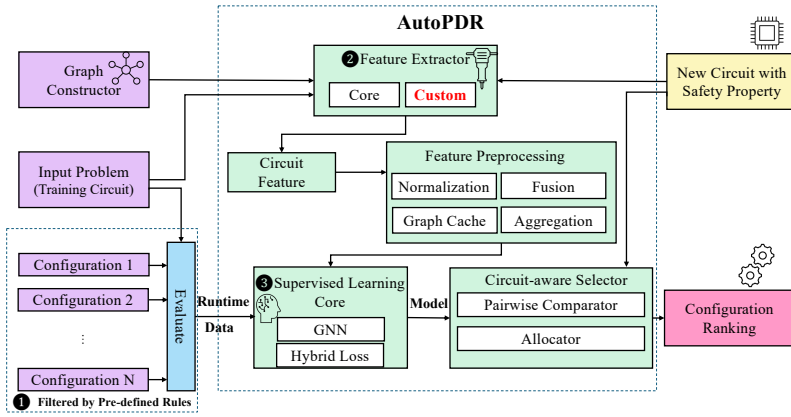 AutoPDR
Graph
Constructor
❷ Feature Extractor
Core
Custom
New Circuit with
Safety Property
Input Problem
(Training Circuit)
Circuit
Feature
Feature Preprocessing
Normalization
Fusion
Graph Cache
Aggregation
Configuration 1
Configuration 2
⋮
Configuration N
Evaluate
Runtime
Data
❸ Supervised Learning
Core
GNN
Hybrid Loss
Model
Circuit-aware Selector
Pairwise Comparator
Allocator
Configuration
Ranking
❶ Filtered by Pre-defined Rules